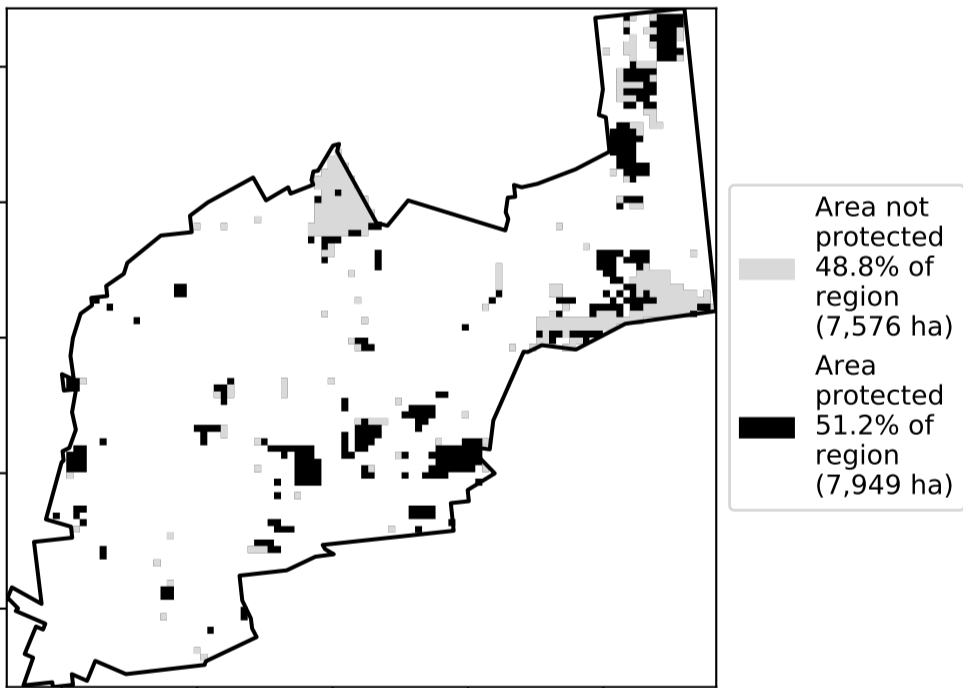 Area not
protected
48.8% of
region
(7,576 ha)
Area
protected
51.2% of
region
(7,949 ha)